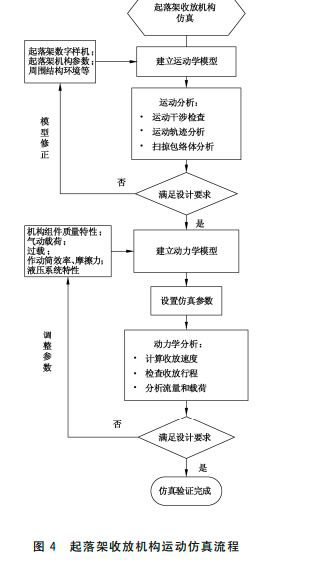 起落架收放机构
仿真
起落架数字样机；
起落架机构参数；
周围结构环境等
建立运动学模型
运动分析：
• 运动干涉检查
• 运动轨迹分析
• 扫掠包络体分析
模型修正
否
满足设计要求
是
机构组件质量特性；
气动载荷；
过载；
作动筒效率、摩擦力；
液压系统特性
建立动力学模型
设置仿真参数
动力学分析：
• 计算收放速度
• 检查收放行程
• 分析流量和载荷
调整参数
否
满足设计要求
是
仿真验证完成
图 4 起落架收放机构运动仿真流程